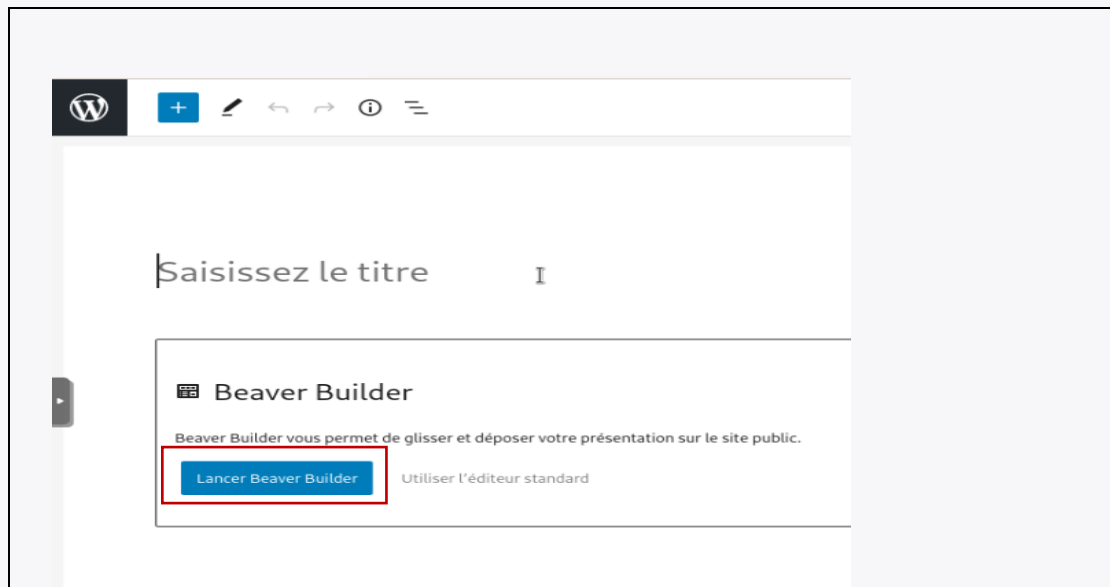 Saisissez le titre
Beaver Builder
Beaver Builder vous permet de glisser et déposer votre présentation sur le site public.
Lancer Beaver Builder Utiliser l'éditeur standard